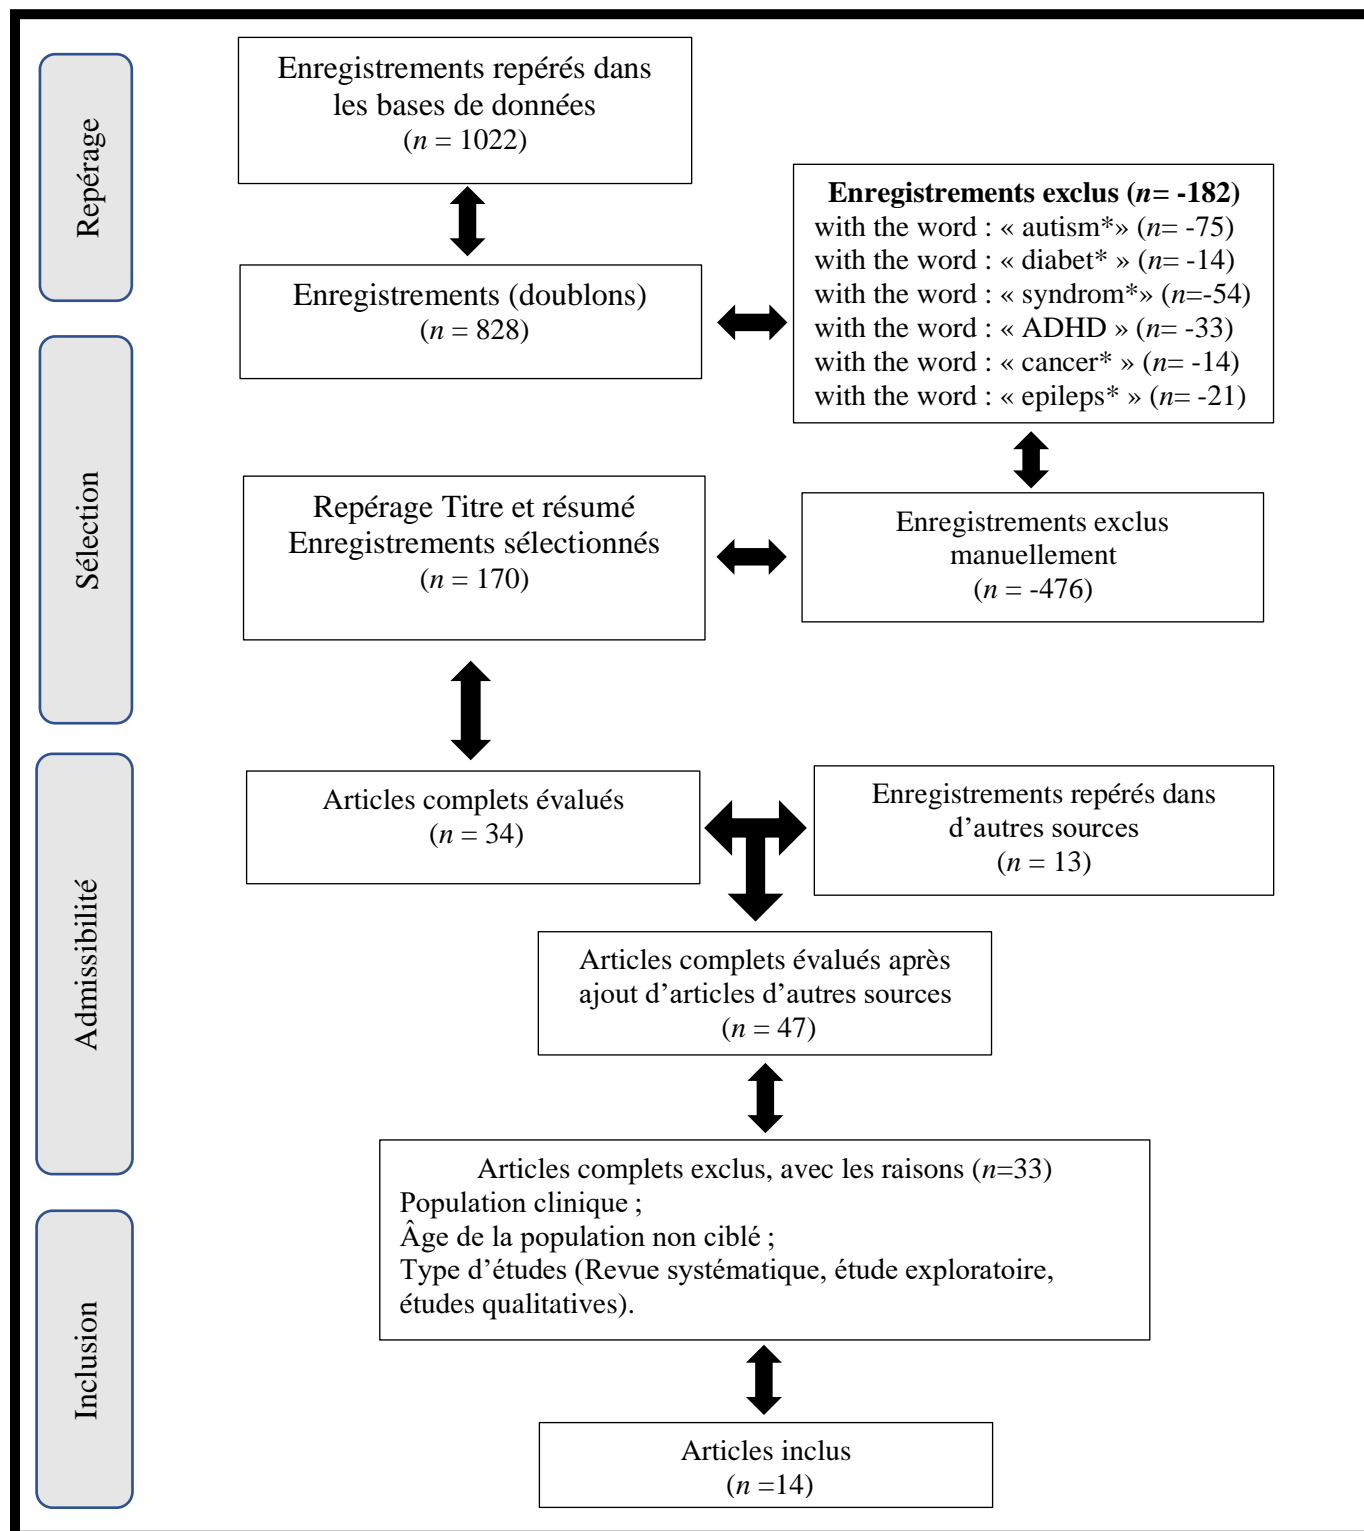 Repérage
Enregistrements repérés dans
les bases de données
(n = 1022)
Enregistrements (doublons)
(n = 828)
Enregistrements exclus (n= -182)
with the word : « autism*» (n= -75)
with the word : « diabet* » (n= -14)
with the word : « syndrom*» (n=-54)
with the word : « ADHD » (n= -33)
with the word : « cancer* » (n= -14)
with the word : « epileps* » (n= -21)
Sélection
Repérage Titre et résumé
Enregistrements sélectionnés
(n = 170)
Enregistrements exclus
manuellement
(n = -476)
Admissibilité
Articles complets évalués
(n = 34)
Enregistrements repérés dans
d’autres sources
(n = 13)
Articles complets évalués après
ajout d’articles d’autres sources
(n = 47)
Articles complets exclus, avec les raisons (n=33)
Population clinique ;
Âge de la population non ciblé ;
Type d’études (Revue systématique, étude exploratoire,
études qualitatives).
Inclusion
Articles inclus
(n =14)